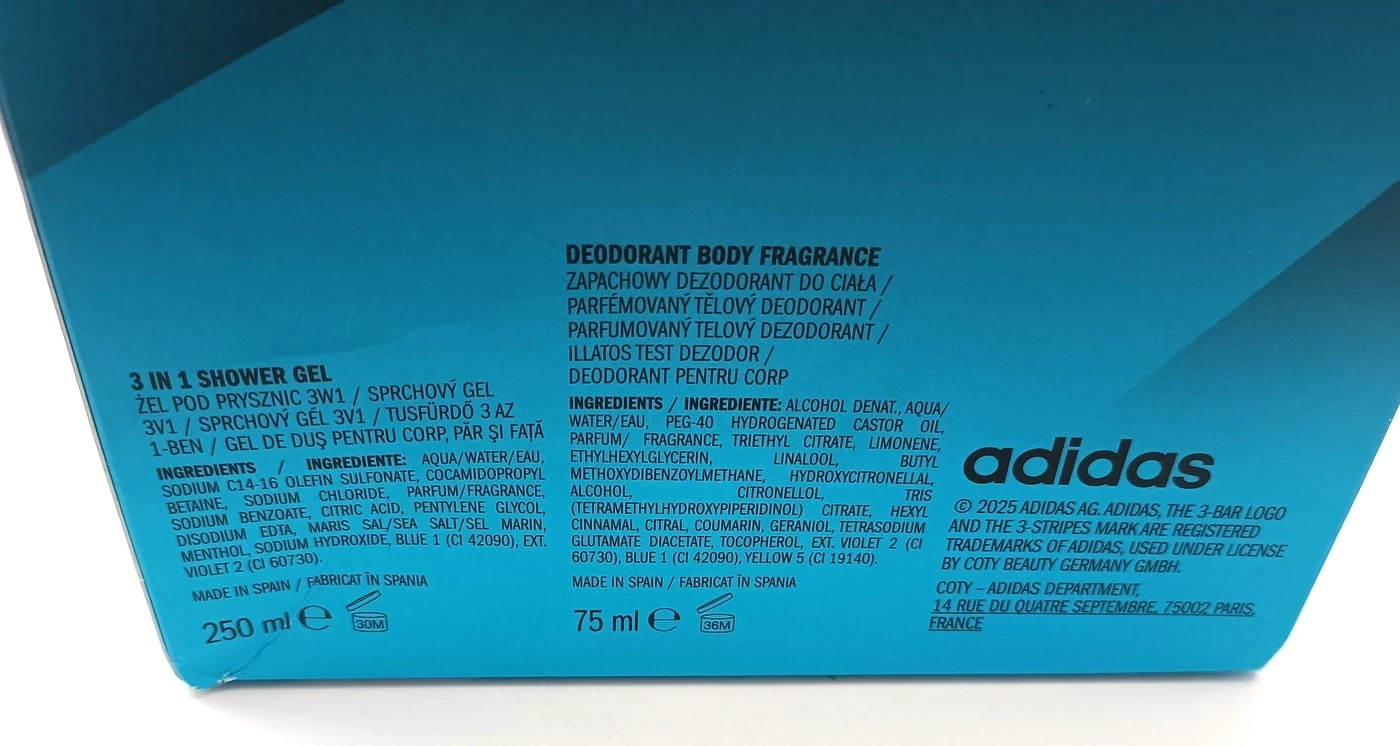 3 IN 1 SHOWER GEL
ŻEL POD PRYSZNIC 3W1 / SPRCHOVÝ GEL
3V1 / SPRCHOVÝ GÉL 3V1 / TUSFÜRDŐ 3 AZ
1-BEN / GEL DE DUȘ PENTRU CORP, PĂR ȘI FAȚĂ
INGREDIENTS / INGREDIENTE: AQUA/WATER/EAU,
SODIUM C14-16 OLEFIN SULFONATE, COCAMIDOPROPYL
BETAINE, SODIUM CHLORIDE, PARFUM/FRAGRANCE,
SODIUM BENZOATE, CITRIC ACID, PENTYLENE GLYCOL,
DISODIUM EDTA, MARIS SAL/SEA SALT/SEL MARIN,
MENTHOL, SODIUM HYDROXIDE, BLUE 1 (CI 42090), EXT.
VIOLET 2 (CI 60730).
MADE IN SPAIN / FABRICAT ÎN SPANIA
250 ml ℮ 30M
DEODORANT BODY FRAGRANCE
ZAPACHOWY DEZODORANT DO CIAŁA /
PARFÉMOVANÝ TĚLOVÝ DEODORANT /
PARFUMOVANÝ TELOVÝ DEZODORANT /
ILLATOS TEST DEZODOR /
DEODORANT PENTRU CORP
INGREDIENTS / INGREDIENTE: ALCOHOL DENAT., AQUA/
WATER/EAU, PEG-40 HYDROGENATED CASTOR OIL,
PARFUM/ FRAGRANCE, TRIETHYL CITRATE, LIMONENE,
ETHYLHEXYLGLYCERIN, LINALOOL, BUTYL
METHOXYDIBENZOYLMETHANE, HYDROXYCITRONELLAL,
ALCOHOL, CITRONELLOL, TRIS
(TETRAMETHYLHYDROXYPIPERIDINOL) CITRATE, HEXYL
CINNAMAL, CITRAL, COUMARIN, GERANIOL, TETRASODIUM
GLUTAMATE DIACETATE, TOCOPHEROL, EXT. VIOLET 2 (CI
60730), BLUE 1 (CI 42090), YELLOW 5 (CI 19140).
MADE IN SPAIN / FABRICAT ÎN SPANIA
75 ml ℮ 36M
adidas
© 2025 ADIDAS AG. ADIDAS, THE 3-BAR LOGO
AND THE 3-STRIPES MARK ARE REGISTERED
TRADEMARKS OF ADIDAS, USED UNDER LICENSE
BY COTY BEAUTY GERMANY GMBH.
COTY – ADIDAS DEPARTMENT,
14 RUE DU QUATRE SEPTEMBRE, 75002 PARIS,
FRANCE